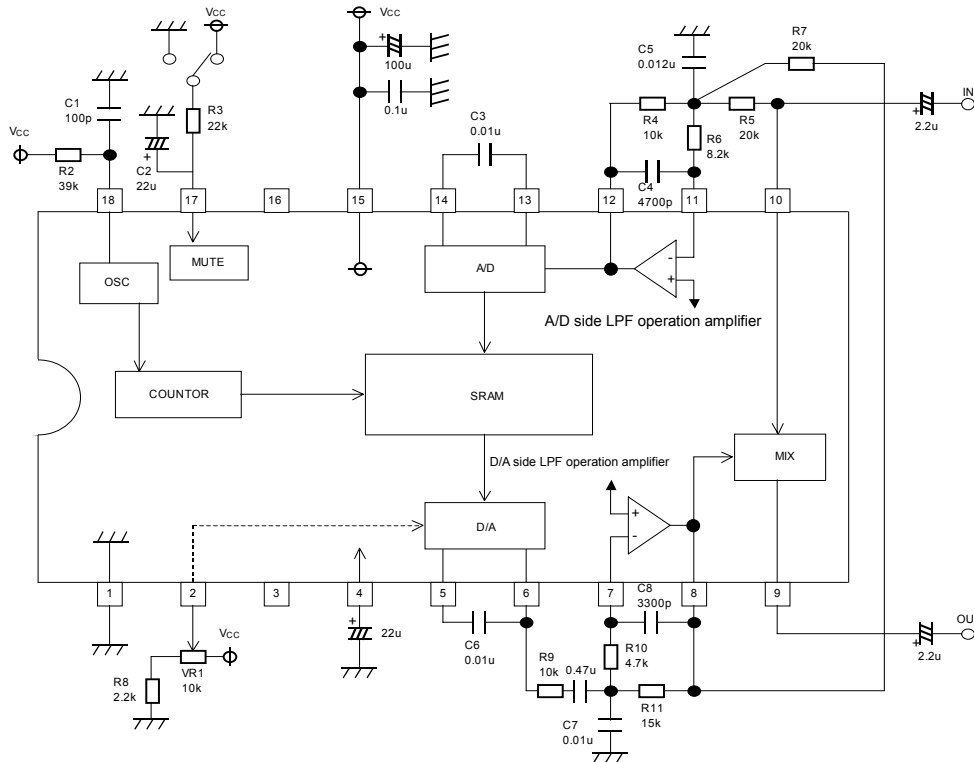 Vcc
Vcc
C5
0.012u
R7
20k
100u
C1
100p
R3
22k
0.1u
C3
0.01u
R4
10k
R5
20k
IN
2.2u
Vcc
R6
8.2k
R2
39k
C2
22u
C4
4700p
18
17
16
15
14
13
12
11
10
MUTE
OSC
A/D
-
+
A/D side LPF operation amplifier
COUNTOR
SRAM
D/A side LPF operation amplifier
MIX
D/A
+
-
1
2
3
4
5
6
7
C8
3300p
8
9
Vcc
22u
C6
0.01u
R10
4.7k
OU
2.2u
R8
2.2k
VR1
10k
R9
10k
0.47u
R11
15k
C7
0.01u